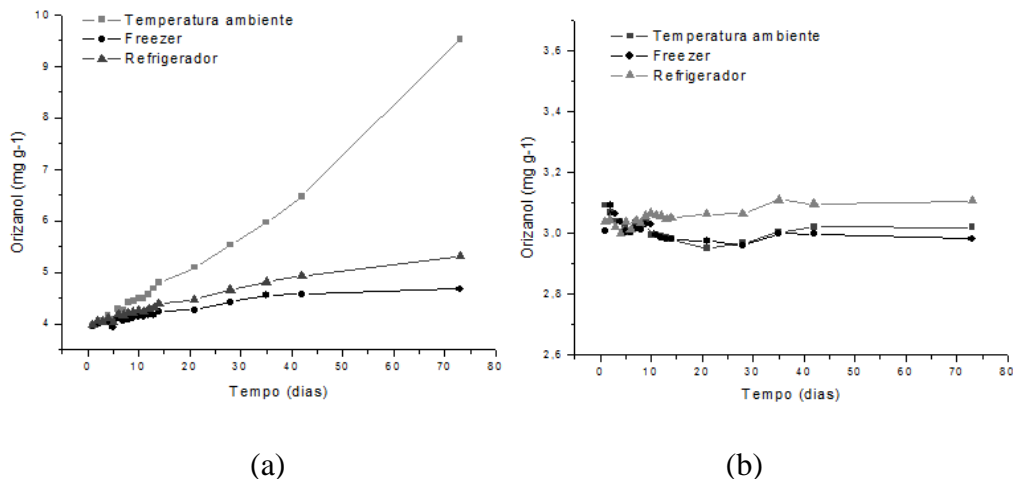 10
9
8
7
6
5
4
Orizanol (mg g-1)
Temperatura ambiente
Freezer
Refrigerador
0 10 20 30 40 50 60 70 80
Tempo (dias)
(a)
3,6
3,4
3,2
3,0
2,8
2,6
Orizanol (mg g-1)
Temperatura ambiente
Freezer
Refrigerador
0 10 20 30 40 50 60 70 80
Tempo (dias)
(b)